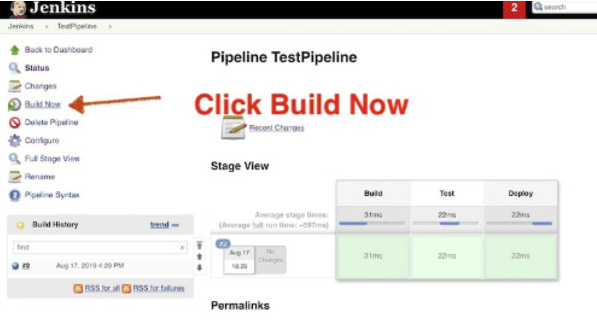 Jenkins
2
search
Jenkins
TestPipeline
Back to Dashboard
Status
Changes
Build Now
Delete Pipeline
Configure
Full Stage View
Rename
Pipeline Syntax
Build History
trend
find
x
#2
Aug 17, 2019 4:29 PM
RSS for all
RSS for failures
Pipeline TestPipeline
Click Build Now
Recent Changes
Stage View
Build
Test
Deploy
Average stage times:
31ms
22ms
22ms
(Average full run time: ~597ms)
#2
Aug 17
16:29
No
Changes
31ms
22ms
22ms
Permalinks